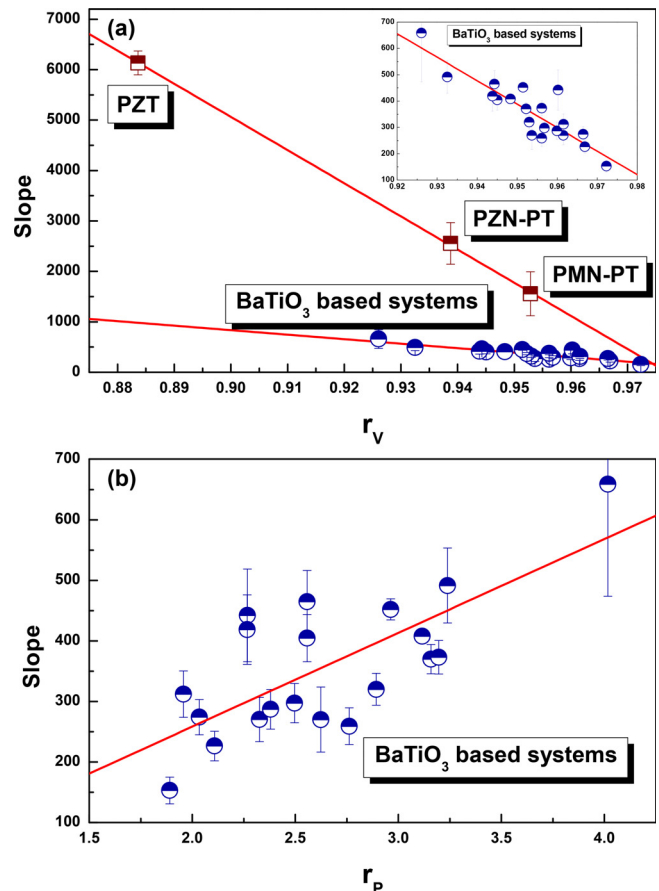 (a)
7000
6000
5000
4000
3000
2000
1000
0
Slope
PZT
PZN-PT
PMN-PT
BaTiO3 based systems
0.88 0.89 0.90 0.91 0.92 0.93 0.94 0.95 0.96 0.97
rV
BaTiO3 based systems
700
600
500
400
300
200
100
0.92 0.93 0.94 0.95 0.96 0.97 0.98
(b)
700
600
500
400
300
200
100
Slope
BaTiO3 based systems
1.5 2.0 2.5 3.0 3.5 4.0
rP